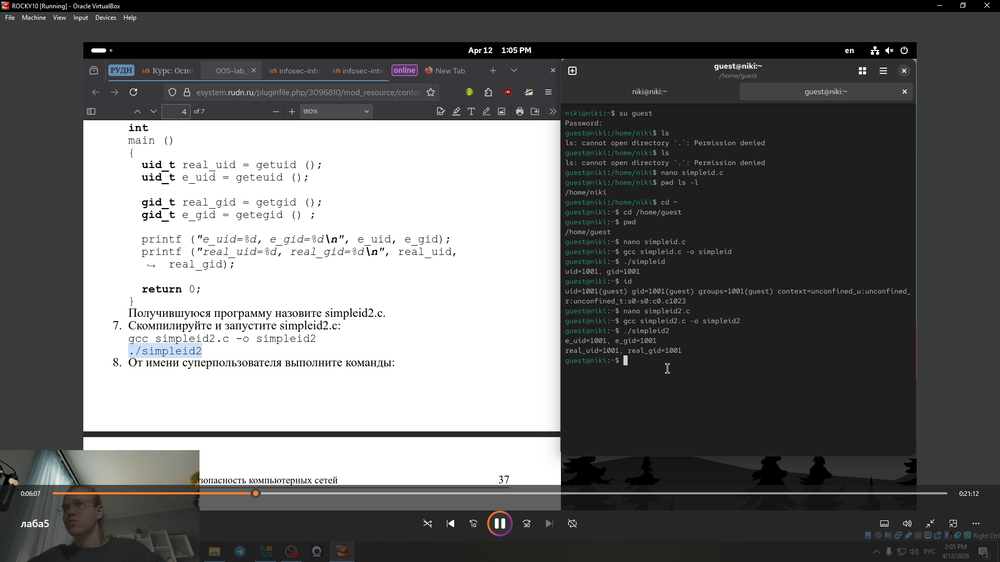 ROCKY10 [Running] - Oracle VirtualBox
File Machine View Input Devices Help
Apr 12 1:05 PM
en
РУДН
Курс: Осно
005-lab_
infosec-intro
infosec-intro
online
New Tab
esystem.rudn.ru/pluginfile.php/3096810/mod_resource/conten
4 of 7
180%
int
main ()
{
uid_t real_uid = getuid ();
uid_t e_uid = geteuid ();
gid_t real_gid = getgid ();
gid_t e_gid = getegid () ;
printf ("e_uid=%d, e_gid=%d\n", e_uid, e_gid);
printf ("real_uid=%d, real_gid=%d\n", real_uid,
↪ real_gid);
return 0;
}
Получившуюся программу назовите simpleid2.c.
7. Скомпилируйте и запустите simpleid2.c:
gcc simpleid2.c -o simpleid2
./simpleid2
8. От имени суперпользователя выполните команды:
зопасность компьютерных сетей 37
guest@niki:~
/home/guest
niki@niki:~
guest@niki:~
niki@niki:~$ su guest
Password:
guest@niki:/home/niki$ ls
ls: cannot open directory '.': Permission denied
guest@niki:/home/niki$ ls
ls: cannot open directory '.': Permission denied
guest@niki:/home/niki$ nano simpleid.c
guest@niki:/home/niki$ pwd ls -l
/home/niki
guest@niki:/home/niki$ cd ~
guest@niki:~$ cd /home/guest
guest@niki:~$ pwd
/home/guest
guest@niki:~$ nano simpleid.c
guest@niki:~$ gcc simpleid.c -o simpleid
guest@niki:~$ ./simpleid
uid=1001, gid=1001
guest@niki:~$ id
uid=1001(guest) gid=1001(guest) groups=1001(guest) context=unconfined_u:unconfined_
r:unconfined_t:s0-s0:c0.c1023
guest@niki:~$ nano simpleid2.c
guest@niki:~$ gcc simpleid2.c -o simpleid2
guest@niki:~$ ./simpleid2
e_uid=1001, e_gid=1001
real_uid=1001, real_gid=1001
guest@niki:~$
0:06:07
0:21:12
лаба5
10
30
Right Ctrl
РУС
2:05 PM
4/12/2026
2